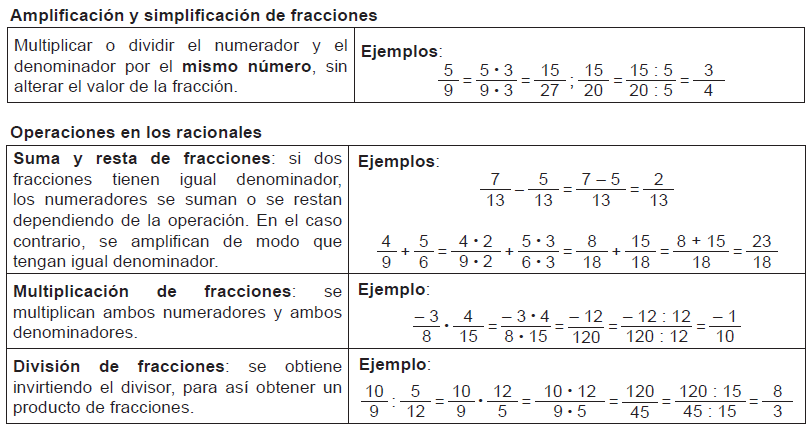 Amplificación y simplificación de fracciones
Multiplicar o dividir el numerador y el
denominador por el mismo número, sin
alterar el valor de la fracción.
Ejemplos:
5/9 = 5 • 3/9 • 3 = 15/27 ; 15/20 = 15 : 5/20 : 5 = 3/4
Operaciones en los racionales
Suma y resta de fracciones: si dos
fracciones tienen igual denominador,
los numeradores se suman o se restan
dependiendo de la operación. En el caso
contrario, se amplifican de modo que
tengan igual denominador.
Ejemplos:
7/13 – 5/13 = 7 – 5/13 = 2/13
4/9 + 5/6 = 4 • 2/9 • 2 + 5 • 3/6 • 3 = 8/18 + 15/18 = 8 + 15/18 = 23/18
Multiplicación de fracciones: se
multiplican ambos numeradores y ambos
denominadores.
Ejemplo:
– 3/8 • 4/15 = – 3 • 4/8 • 15 = – 12/120 = – 12 : 12/120 : 12 = – 1/10
División de fracciones: se obtiene
invirtiendo el divisor, para así obtener un
producto de fracciones.
Ejemplo:
10/9 : 5/12 = 10/9 • 12/5 = 10 • 12/9 • 5 = 120/45 = 120 : 15/45 : 15 = 8/3